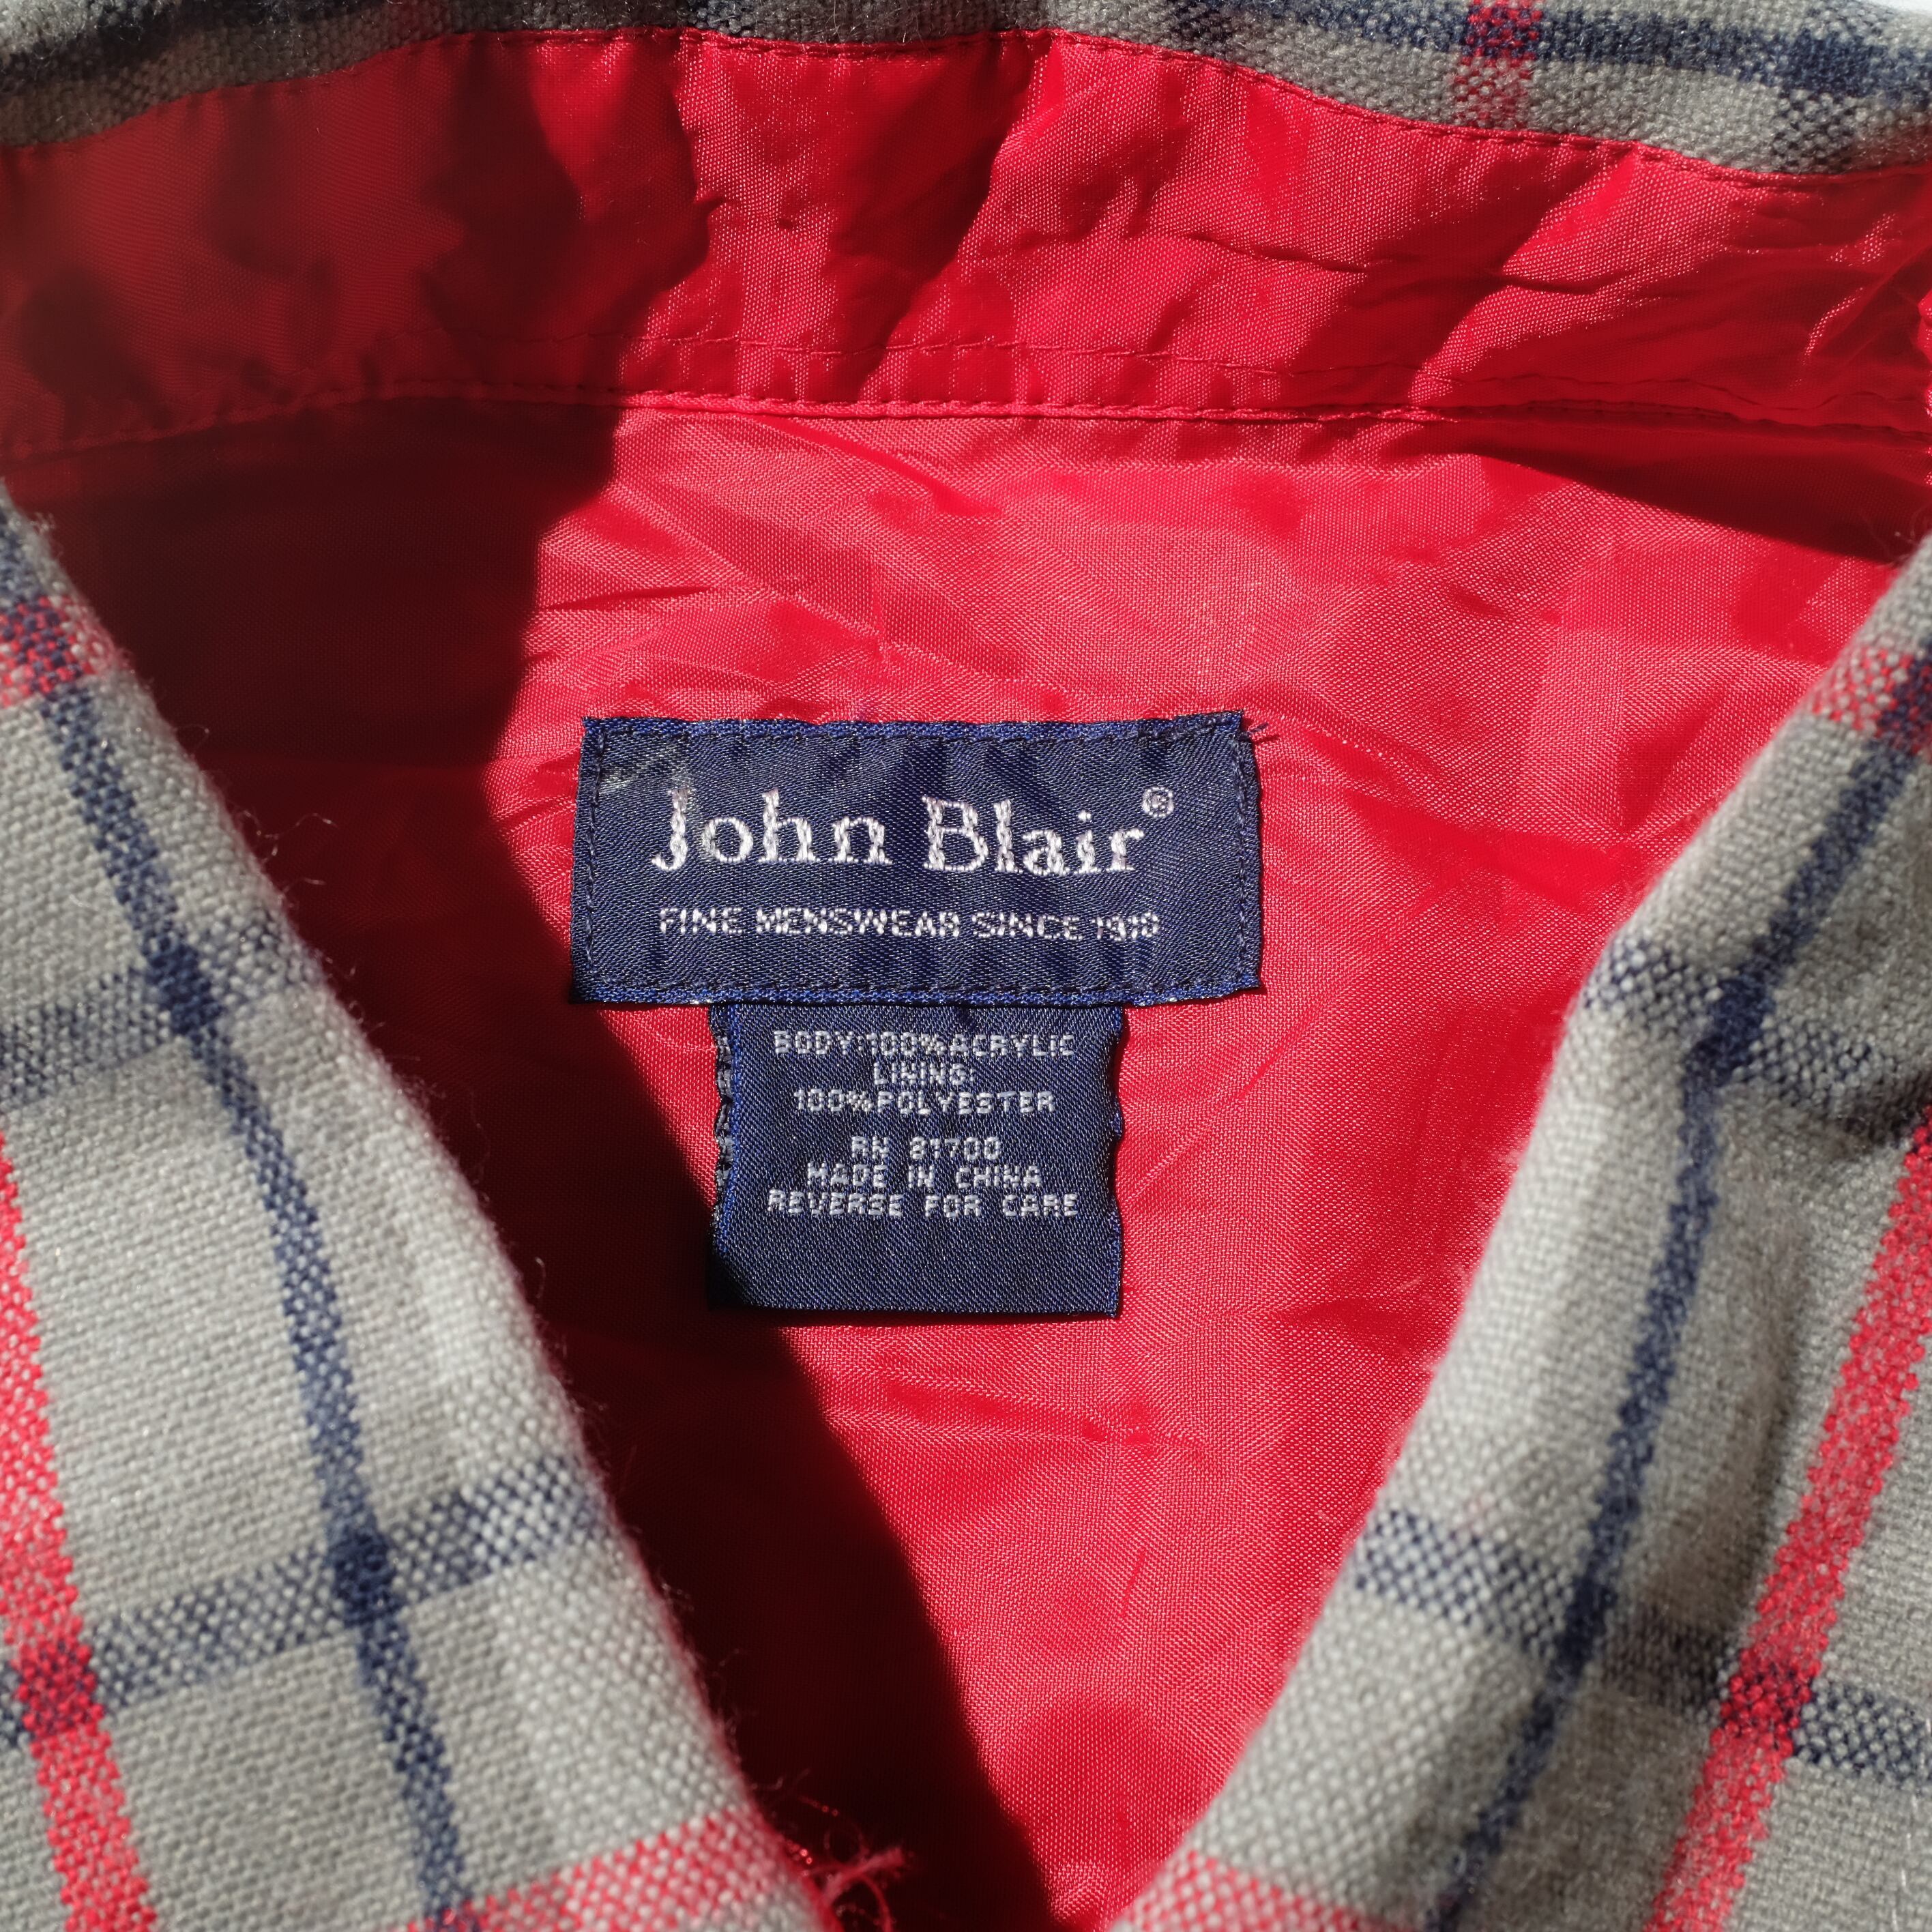 John Blair®
FINE MENSWEAR SINCE 1910
BODY:100%ACRYLIC
LINING:
100%POLYESTER
RN 81700
MADE IN CHINA
REVERSE FOR CARE